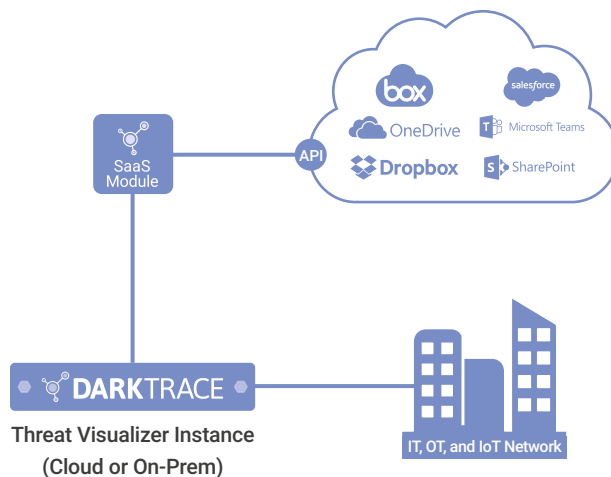 box
salesforce
OneDrive
T
Microsoft Teams
SaaS
Module
API
Dropbox
S
SharePoint
DARKTRACE
Threat Visualizer Instance
(Cloud or On-Prem)
IT, OT, and IoT Network